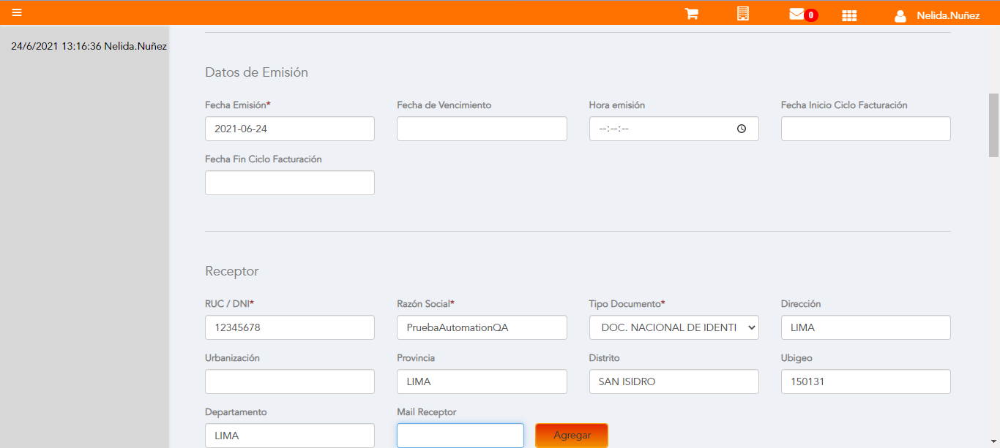 0
Nelida.Nuñez
24/6/2021 13:16:36 Nelida.Nuñez
Datos de Emisión
Fecha Emisión*
Fecha de Vencimiento
Hora emisión
Fecha Inicio Ciclo Facturación
2021-06-24
--:--:--
Fecha Fin Ciclo Facturación
Receptor
RUC / DNI*
Razón Social*
Tipo Documento*
Dirección
12345678
PruebaAutomationQA
DOC. NACIONAL DE IDENTI
LIMA
Urbanización
Provincia
Distrito
Ubigeo
LIMA
SAN ISIDRO
150131
Departamento
Mail Receptor
LIMA
Agregar